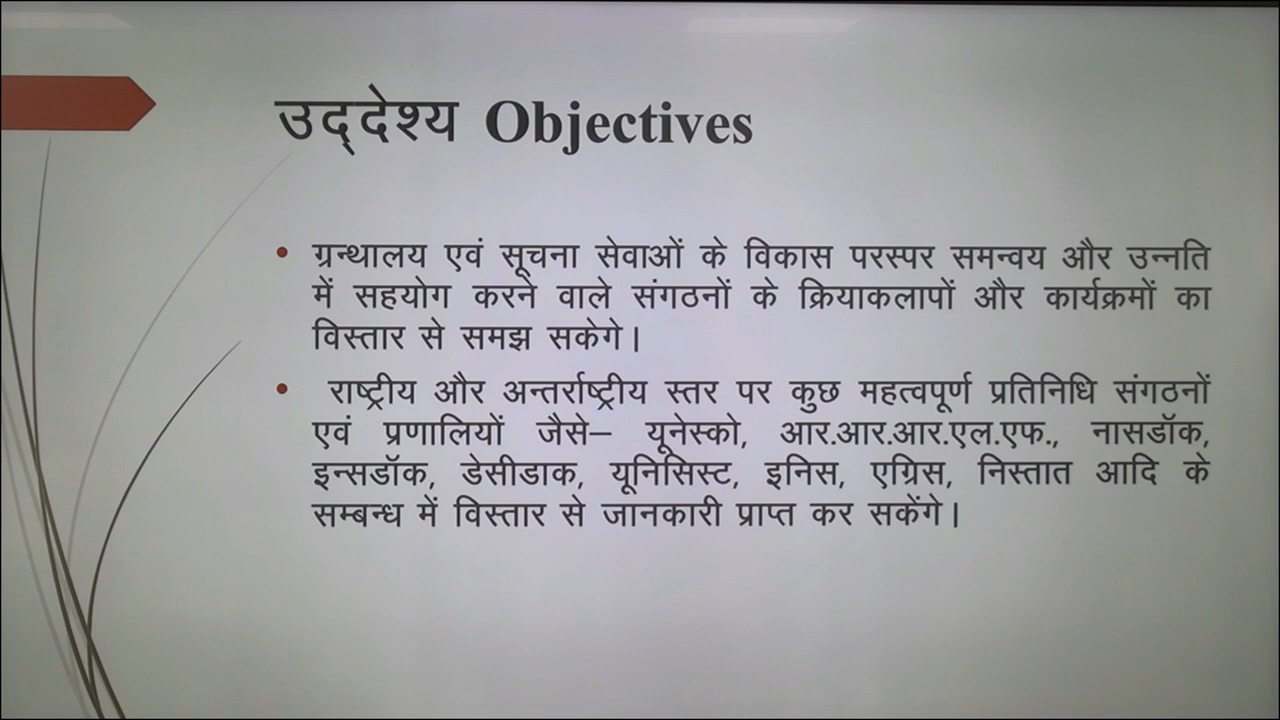 उद्देश्य Objectives
• ग्रन्थालय एवं सूचना सेवाओं के विकास परस्पर समन्वय और उन्नति
में सहयोग करने वाले संगठनों के क्रियाकलापों और कार्यक्रमों का
विस्तार से समझ सकेगे।
• राष्ट्रीय और अन्तर्राष्ट्रीय स्तर पर कुछ महत्वपूर्ण प्रतिनिधि संगठनों
एवं प्रणालियों जैसे– यूनेस्को, आर.आर.आर.एल.एफ., नासडॉक,
इन्सडॉक, डेसीडाक, यूनिसिस्ट, इनिस, एग्रिस, निस्तात आदि के
सम्बन्ध में विस्तार से जानकारी प्राप्त कर सकेंगे।